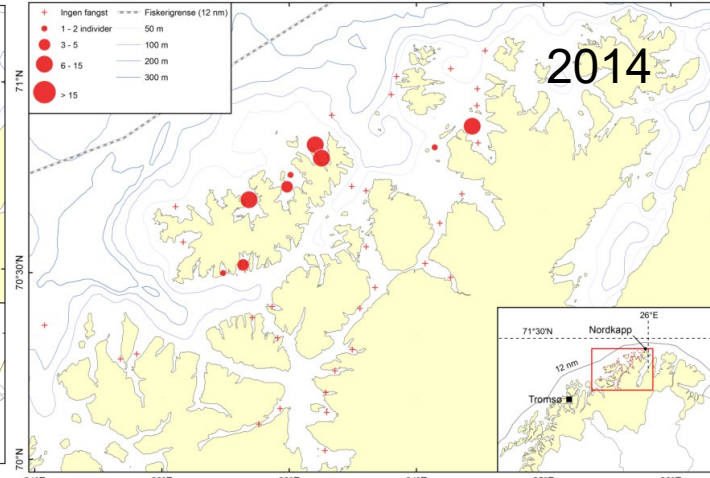 Ingen fangst
1 - 2 individer
3 - 5
6 - 15
> 15
Fiskerigrense (12 nm)
50 m
100 m
200 m
300 m
2014
71°N
70°30'N
70°N
26°E
71°30'N
Nordkapp
12 nm
Tromsø